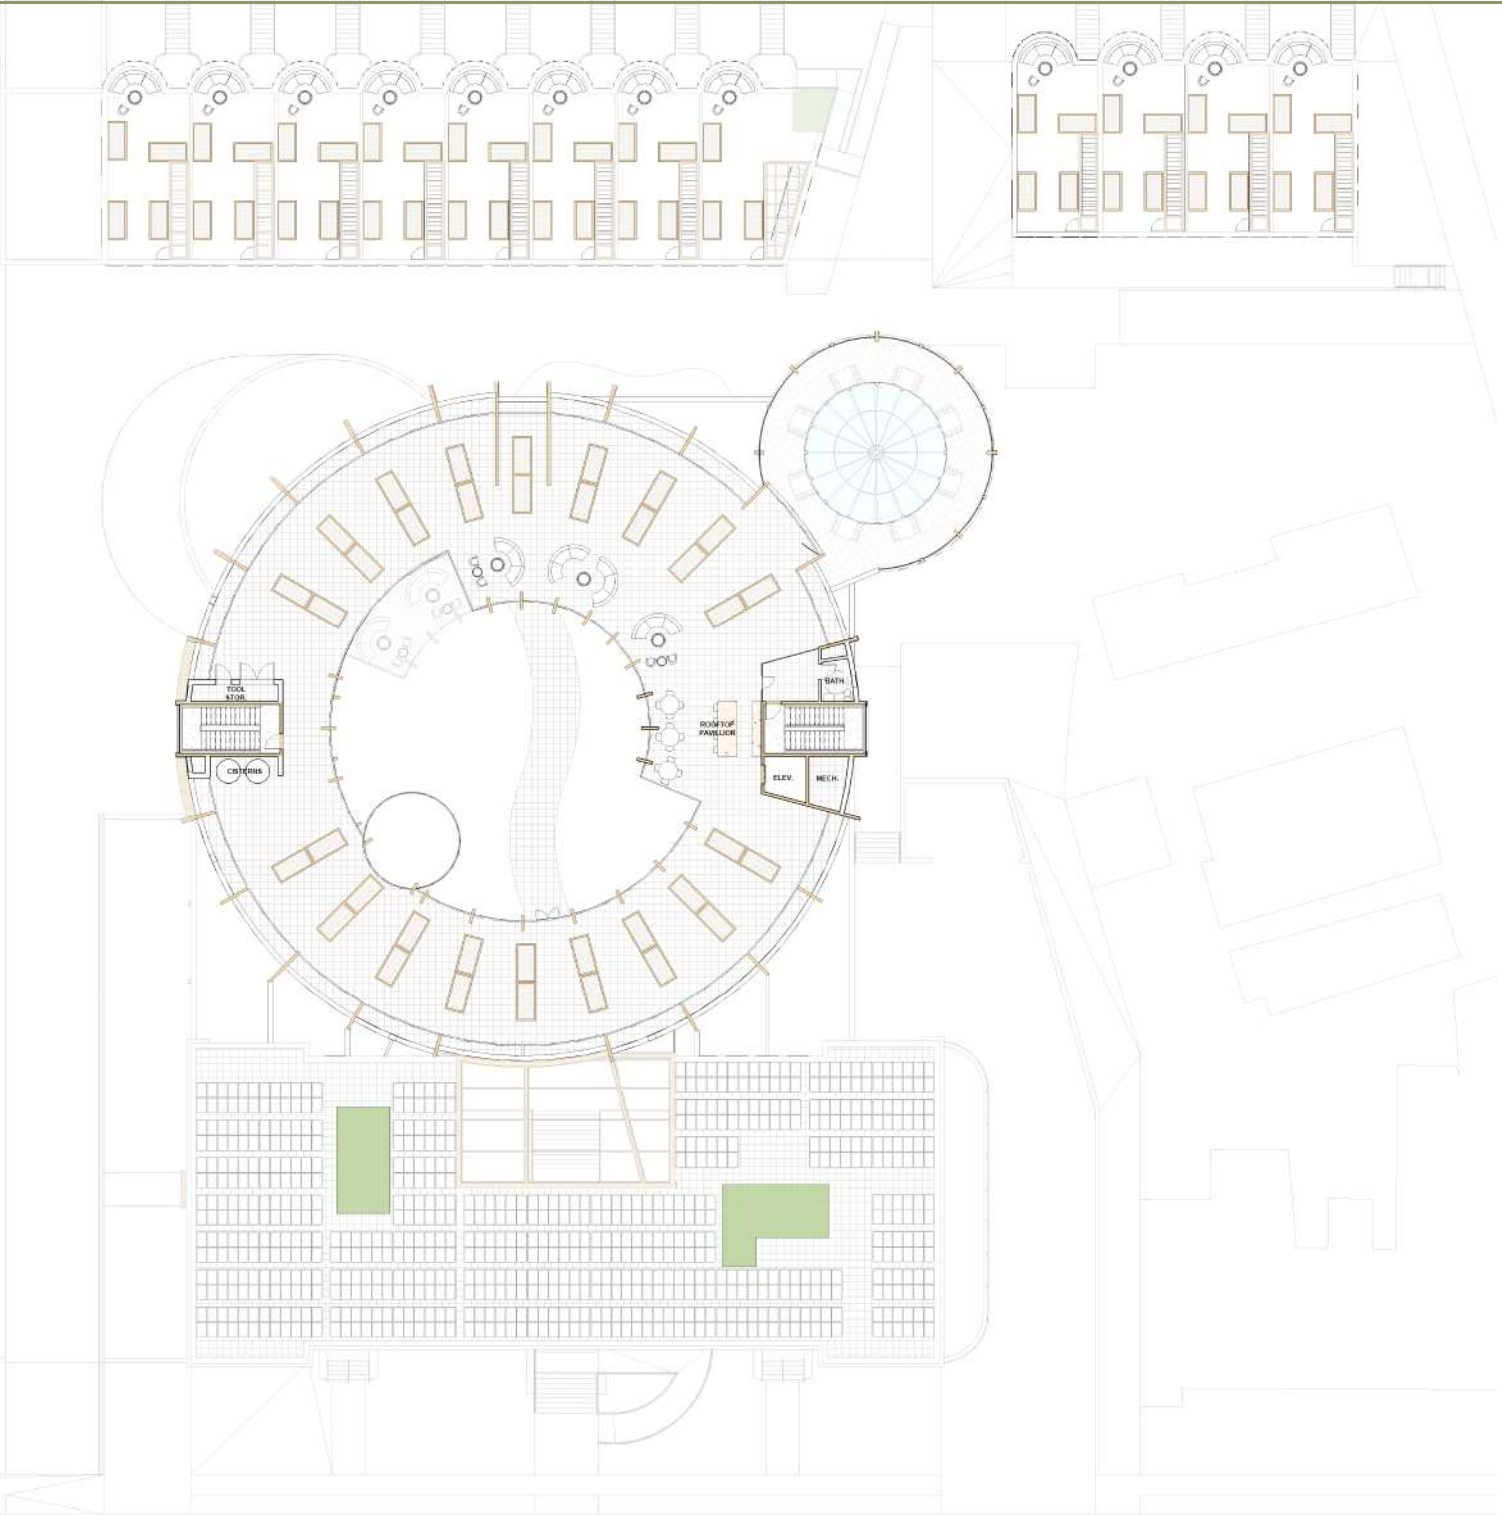 TOOL
STOR.
BATH.
ROOFTOP
PAVILLION
CISTERNS
ELEV.
MECH.